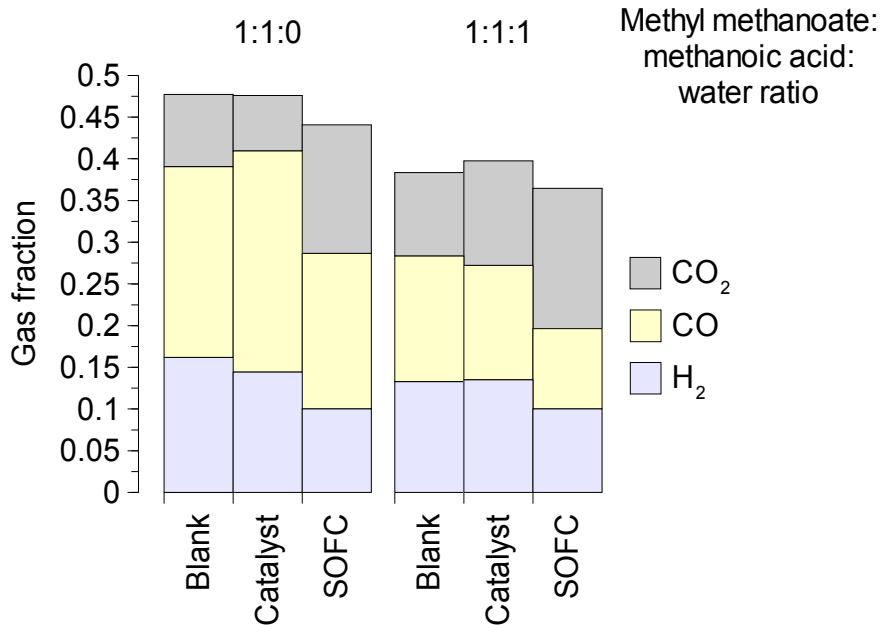 1:1:0
1:1:1
Methyl methanoate:
methanoic acid:
water ratio
Gas fraction
0.5
0.45
0.4
0.35
0.3
0.25
0.2
0.15
0.1
0.05
0
CO2
CO
H2
Blank
Catalyst
SOFC
Blank
Catalyst
SOFC